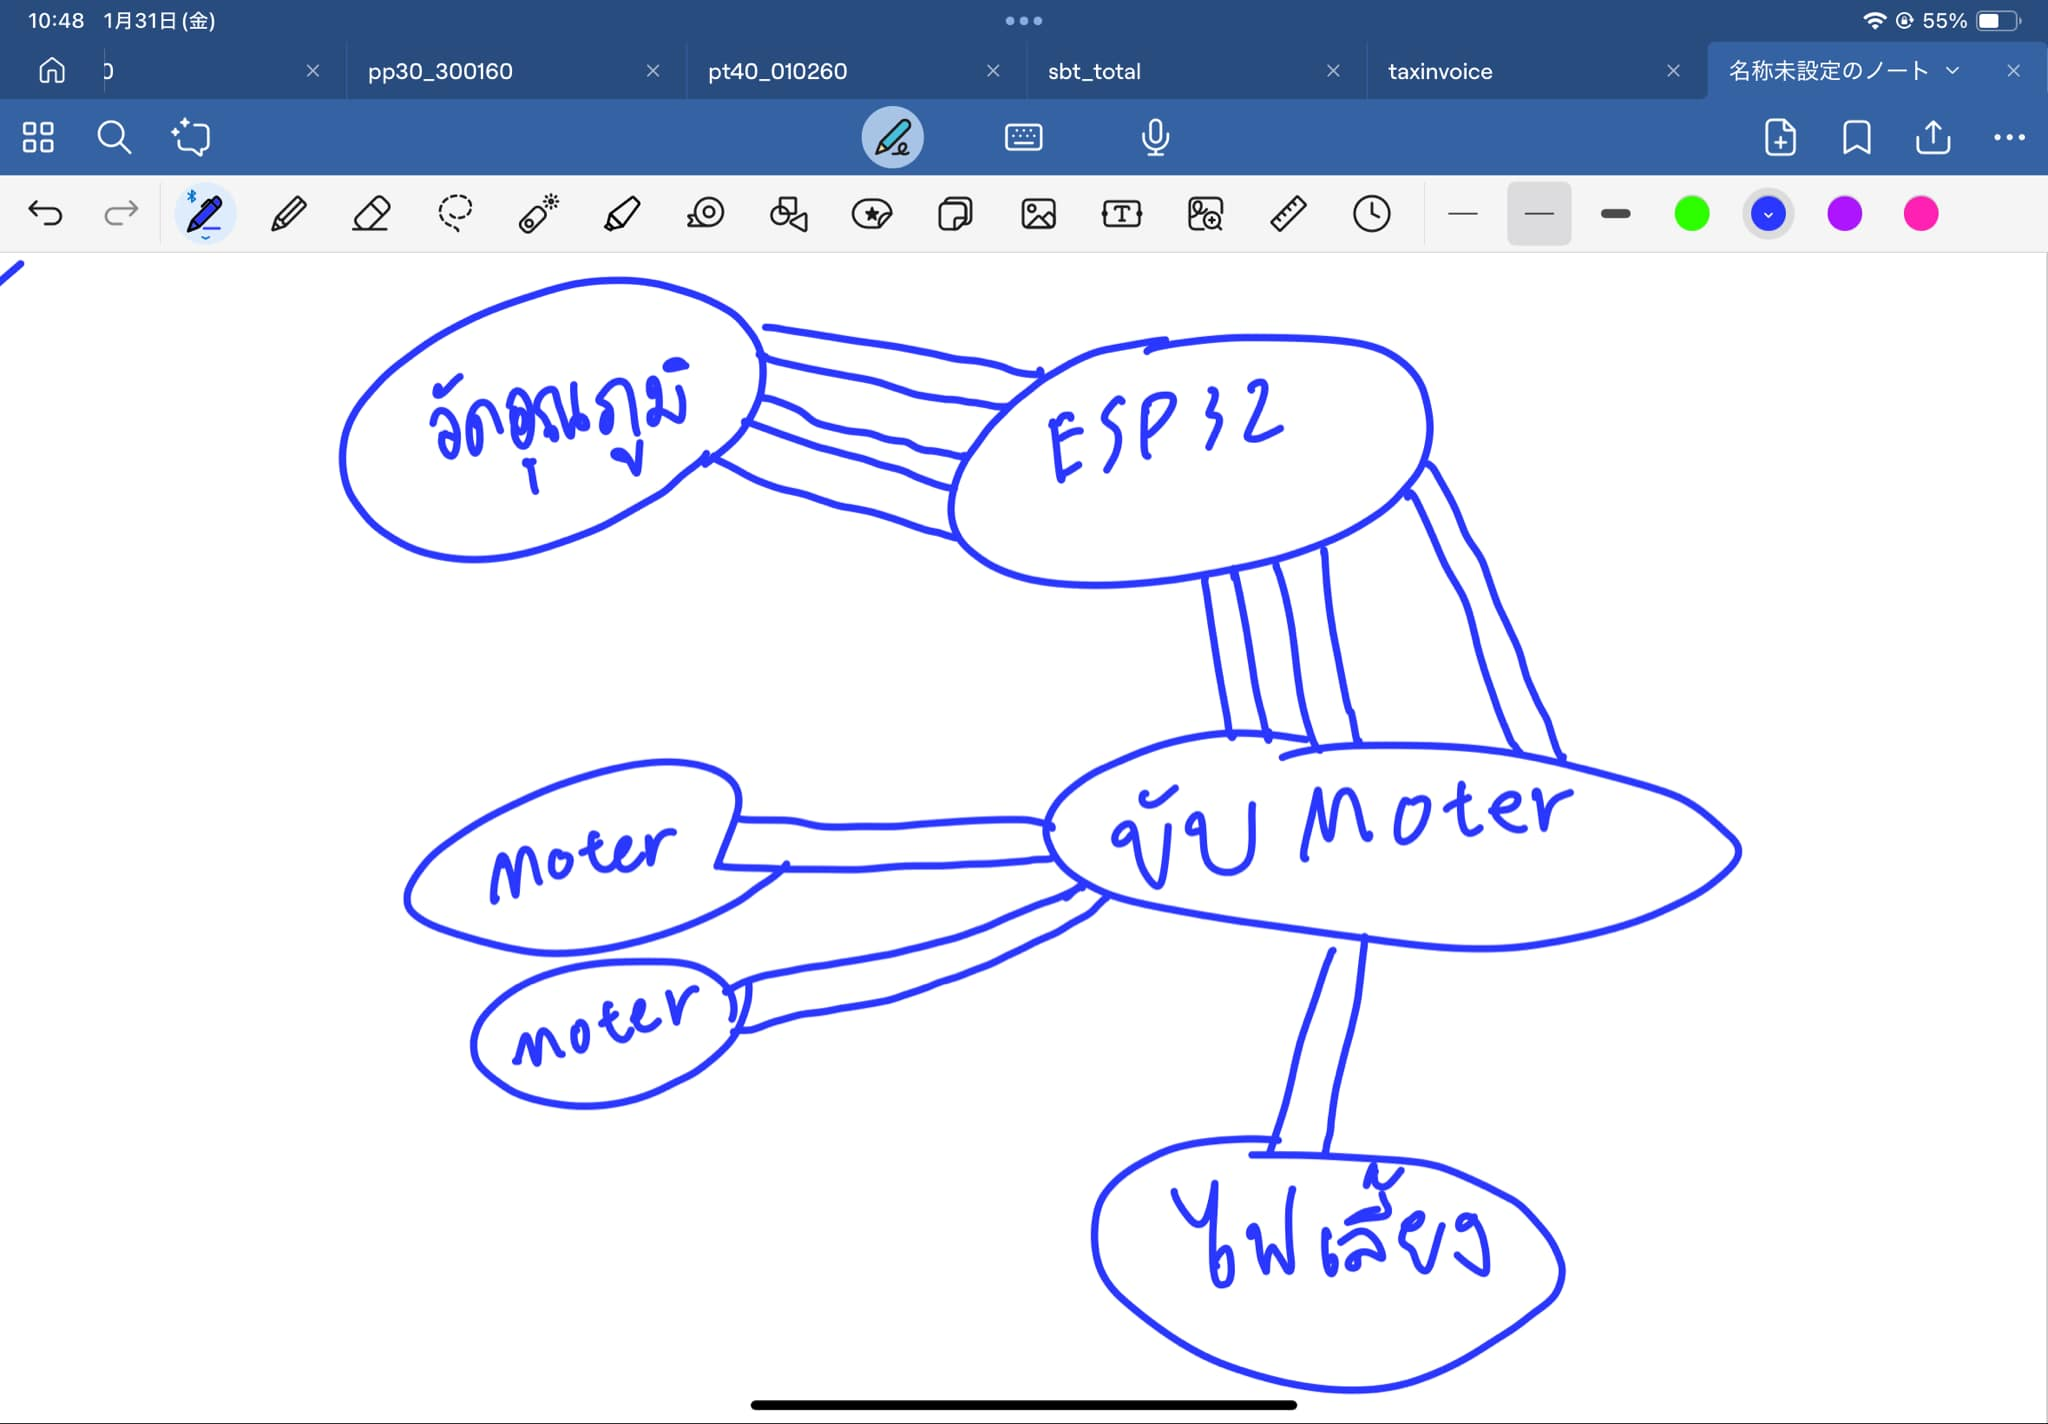 10:48 1月31日(金)
55%
pp30_300160
pt40_010260
sbt_total
taxinvoice
名称未設定のノート
วัดอุณภูมิ
ESP32
ขับ Moter
Moter
moter
ไฟเลี้ยง